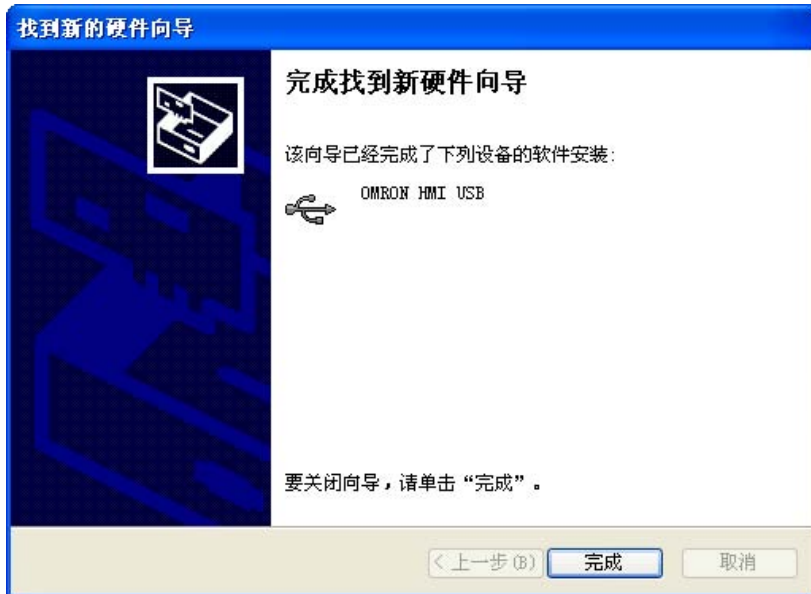 找到新的硬件向导
完成找到新硬件向导
该向导已经完成了下列设备的软件安装:
OMRON HMI USB
要关闭向导，请单击“完成”。
< 上一步(B)
完成
取消